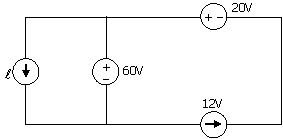 20V
+ -
ℓ
+
-
60V
12V